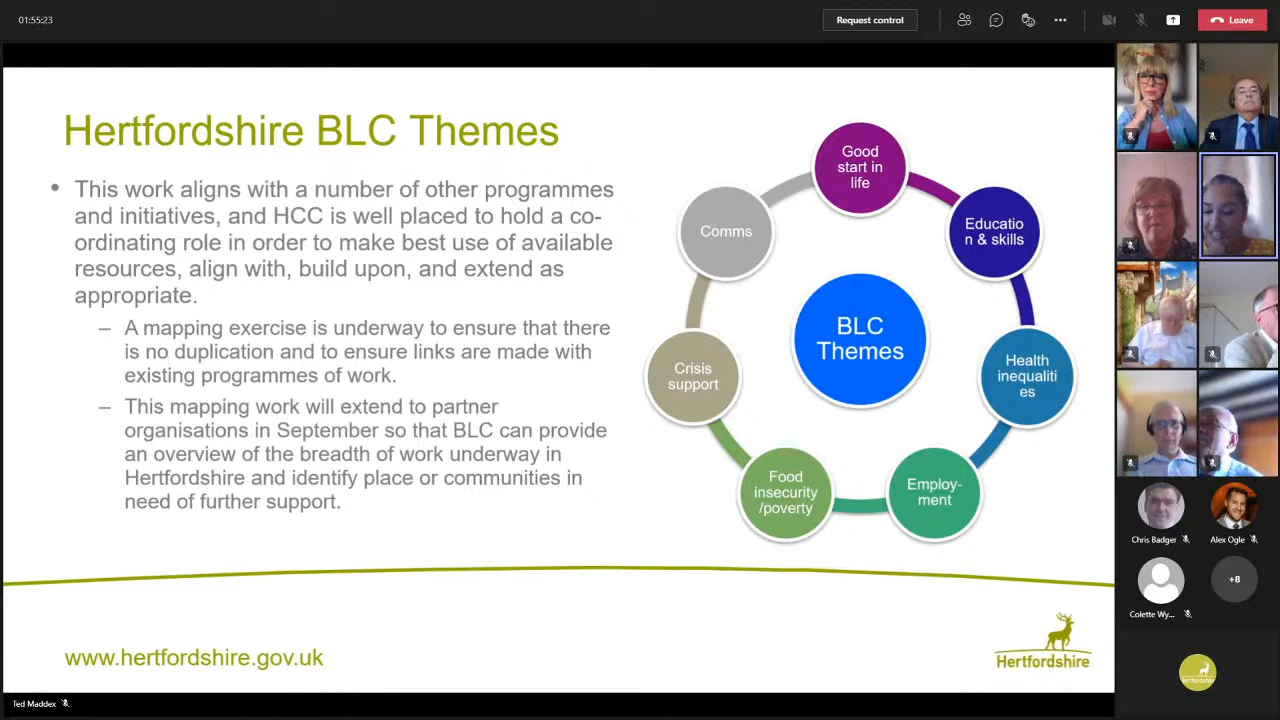 01:55:23
Request control
Leave
Hertfordshire BLC Themes
• This work aligns with a number of other programmes
and initiatives, and HCC is well placed to hold a co-
ordinating role in order to make best use of available
resources, align with, build upon, and extend as
appropriate.
– A mapping exercise is underway to ensure that there
is no duplication and to ensure links are made with
existing programmes of work.
– This mapping work will extend to partner
organisations in September so that BLC can provide
an overview of the breadth of work underway in
Hertfordshire and identify place or communities in
need of further support.
Good
start in
life
Educatio
n & skills
Health
inequaliti
es
Employ-
ment
Food
insecurity
/poverty
Crisis
support
Comms
BLC
Themes
www.hertfordshire.gov.uk
Hertfordshire
Chris Badger
Alex Ogle
Colette Wy...
+8
Hertfordshire
Ted Maddex